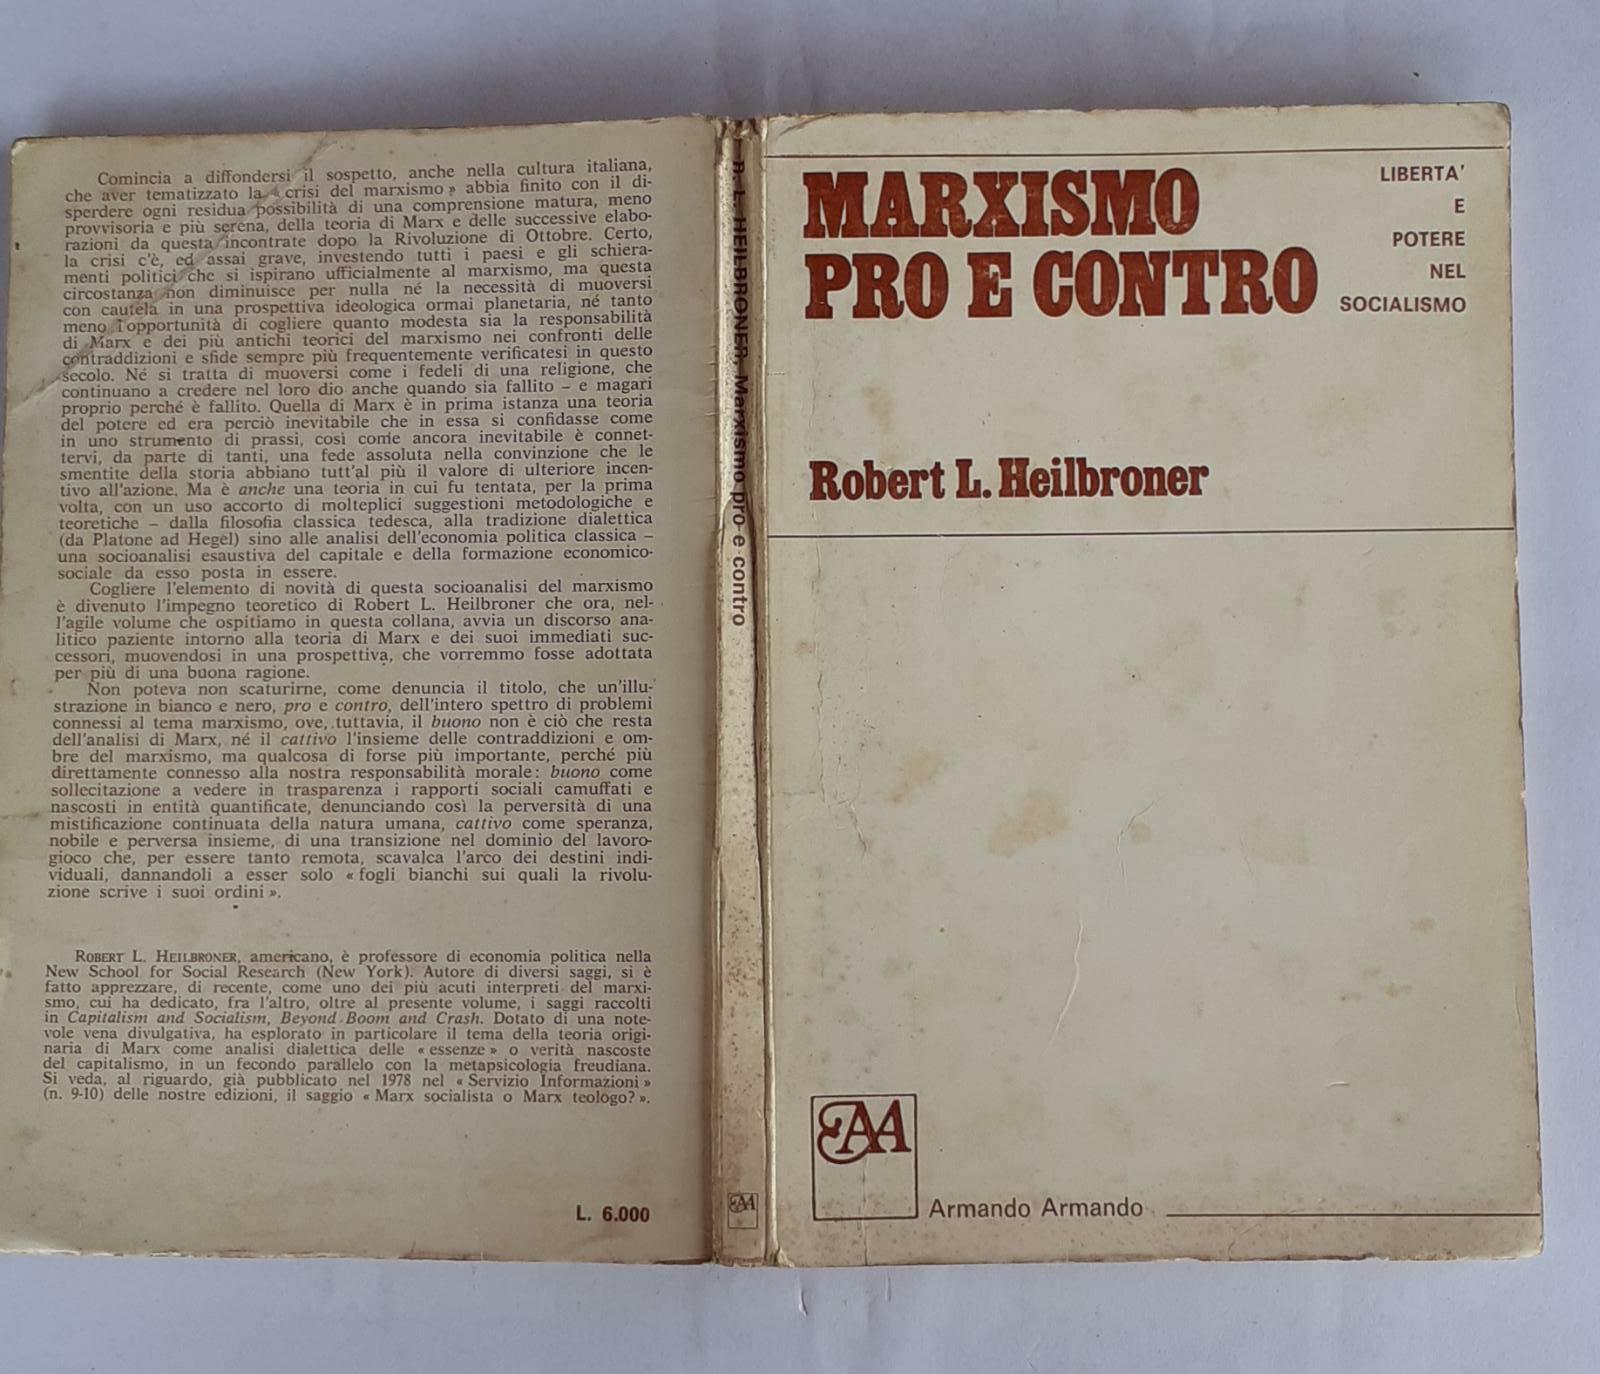 Comincia a diffondersi il sospetto, anche nella cultura italiana,
che aver tematizzato la « crisi del marxismo » abbia finito con il di-
sperdere ogni residua possibilità di una comprensione matura, meno
provvisoria e più serena, della teoria di Marx e delle successive elabo-
razioni da questa incontrate dopo la Rivoluzione di Ottobre. Certo,
la crisi c'è, ed assai grave, investendo tutti i paesi e gli schiera-
menti politici che si ispirano ufficialmente al marxismo, ma questa
circostanza non diminuisce per nulla né la necessità di muoversi
con cautela in una prospettiva ideologica ormai planetaria, né tanto
meno l'opportunità di cogliere quanto modesta sia la responsabilità
di Marx e dei più antichi teorici del marxismo nei confronti delle
contraddizioni e sfide sempre più frequentemente verificatesi in questo
secolo. Né si tratta di muoversi come i fedeli di una religione, che
continuano a credere nel loro dio anche quando sia fallito – e magari
proprio perché è fallito. Quella di Marx è in prima istanza una teoria
del potere ed era perciò inevitabile che in essa si confidasse come
in uno strumento di prassi, così come ancora inevitabile è connet-
tervi, da parte di tanti, una fede assoluta nella convinzione che le
smentite della storia abbiano tutt'al più il valore di ulteriore incen-
tivo all'azione. Ma è anche una teoria in cui fu tentata, per la prima
volta, con un uso accorto di molteplici suggestioni metodologiche e
teoretiche – dalla filosofia classica tedesca, alla tradizione dialettica
(da Platone ad Hegel) sino alle analisi dell'economia politica classica –
una socioanalisi esaustiva del capitale e della formazione economico-
sociale da esso posta in essere.
Cogliere l'elemento di novità di questa socioanalisi del marxismo
è divenuto l'impegno teoretico di Robert L. Heilbroner che ora, nel-
l'agile volume che ospitiamo in questa collana, avvia un discorso ana-
litico paziente intorno alla teoria di Marx e dei suoi immediati suc-
cessori, muovendosi in una prospettiva, che vorremmo fosse adottata
per più di una buona ragione.
Non poteva non scaturirne, come denuncia il titolo, che un'illu-
strazione in bianco e nero, pro e contro, dell'intero spettro di problemi
connessi al tema marxismo, ove, tuttavia, il buono non è ciò che resta
dell'analisi di Marx, né il cattivo l'insieme delle contraddizioni e om-
bre del marxismo, ma qualcosa di forse più importante, perché più
direttamente connesso alla nostra responsabilità morale: buono come
sollecitazione a vedere in trasparenza i rapporti sociali camuffati e
nascosti in entità quantificate, denunciando così la perversità di una
mistificazione continuata della natura umana, cattivo come speranza,
nobile e perversa insieme, di una transizione nel dominio del lavoro-
gioco che, per essere tanto remota, scavalca l'arco dei destini indi-
viduali, dannandoli a esser solo « fogli bianchi sui quali la rivolu-
zione scrive i suoi ordini ».
ROBERT L. HEILBRONER, americano, è professore di economia politica nella
New School for Social Research (New York). Autore di diversi saggi, si è
fatto apprezzare, di recente, come uno dei più acuti interpreti del marxi-
smo, cui ha dedicato, fra l'altro, oltre al presente volume, i saggi raccolti
in Capitalism and Socialism, Beyond Boom and Crash. Dotato di una note-
vole vena divulgativa, ha esplorato in particolare il tema della teoria origi-
naria di Marx come analisi dialettica delle « essenze » o verità nascoste
del capitalismo, in un fecondo parallelo con la metapsicologia freudiana.
Si veda, al riguardo, già pubblicato nel 1978 nel « Servizio Informazioni »
(n. 9-10) delle nostre edizioni, il saggio « Marx socialista o Marx teologo? ».
L. 6.000
R. L. HEILBRONER, Marxismo pro e contro
AA
MARXISMO
PRO E CONTRO
LIBERTA'
E
POTERE
NEL
SOCIALISMO
Robert L. Heilbroner
AA
Armando Armando